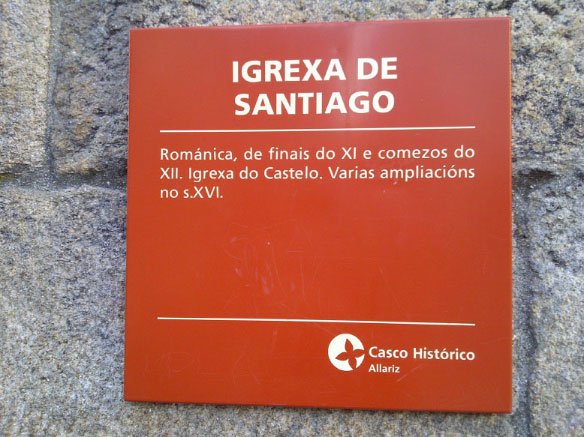 IGREXA DE
SANTIAGO
Románica, de finais do XI e comezos do
XII. Igrexa do Castelo. Varias ampliacións
no s.XVI.
Casco Histórico
Allariz